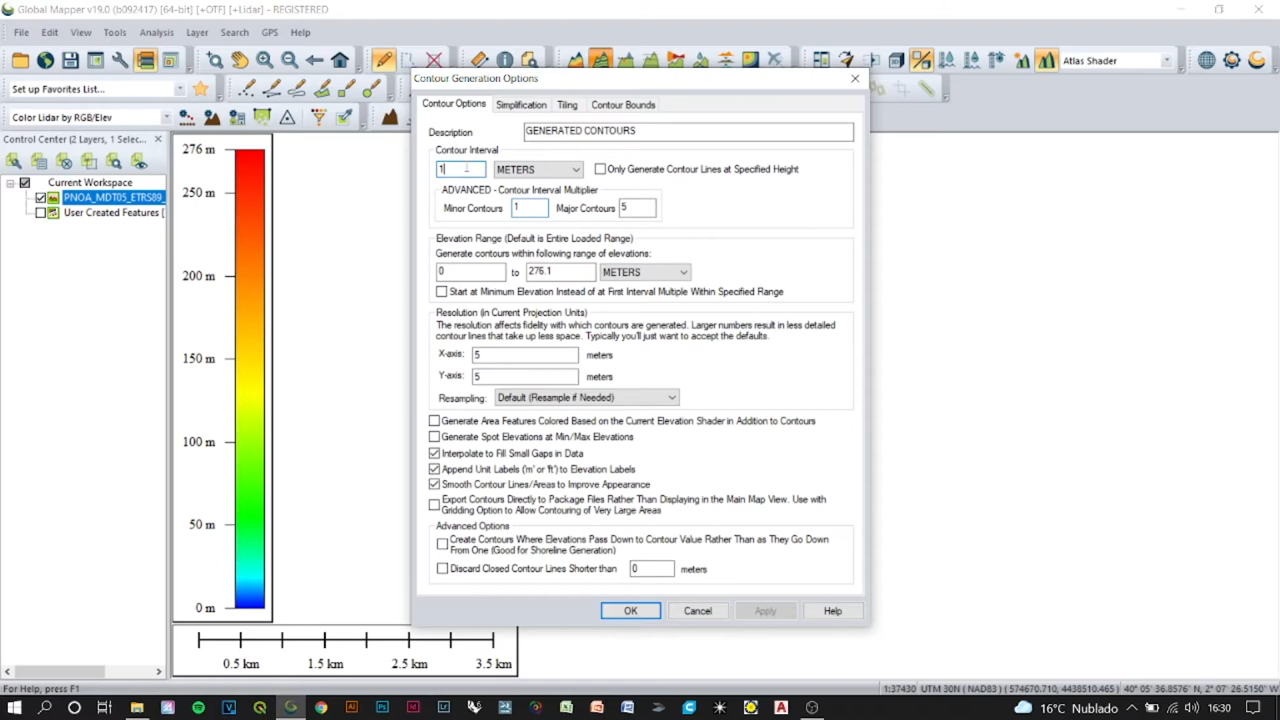 Global Mapper v19.0 (b092417) [64-bit] [+OTF] [+Lidar] - REGISTERED
File Edit View Tools Analysis Layer Search GPS Help
Atlas Shader
Set up Favorites List...
Color Lidar by RGB/Elev
Control Center (2 Layers, 1 Selec...
Current Workspace
PNOA_MDT05_ETRS89_
User Created Features [
276 m
250 m
200 m
150 m
100 m
50 m
0 m
0.5 km 1.5 km 2.5 km 3.5 km
Contour Generation Options
Contour Options Simplification Tiling Contour Bounds
Description GENERATED CONTOURS
Contour Interval
1 METERS Only Generate Contour Lines at Specified Height
ADVANCED - Contour Interval Multiplier
Minor Contours 1 Major Contours 5
Elevation Range (Default is Entire Loaded Range)
Generate contours within following range of elevations:
0 to 276.1 METERS
Start at Minimum Elevation Instead of at First Interval Multiple Within Specified Range
Resolution (in Current Projection Units)
The resolution affects fidelity with which contours are generated. Larger numbers result in less detailed
contour lines that take up less space. Typically you'll just want to accept the defaults.
X-axis: 5 meters
Y-axis: 5 meters
Resampling: Default (Resample if Needed)
Generate Area Features Colored Based on the Current Elevation Shader in Addition to Contours
Generate Spot Elevations at Min/Max Elevations
Interpolate to Fill Small Gaps in Data
Append Unit Labels ('m' or 'ft') to Elevation Labels
Smooth Contour Lines/Areas to Improve Appearance
Export Contours Directly to Package Files Rather Than Displaying in the Main Map View. Use with
Gridding Option to Allow Contouring of Very Large Areas
Advanced Options
Create Contours Where Elevations Pass Down to Contour Value Rather Than as They Go Down
From One (Good for Shoreline Generation)
Discard Closed Contour Lines Shorter than 0 meters
OK Cancel Apply Help
For Help, press F1
1:37430 UTM 30N (NAD83) ( 574670.710, 4438510.465) 40° 05' 36.8576" N, 2° 07' 26.5150" W
16°C Nublado 16:30